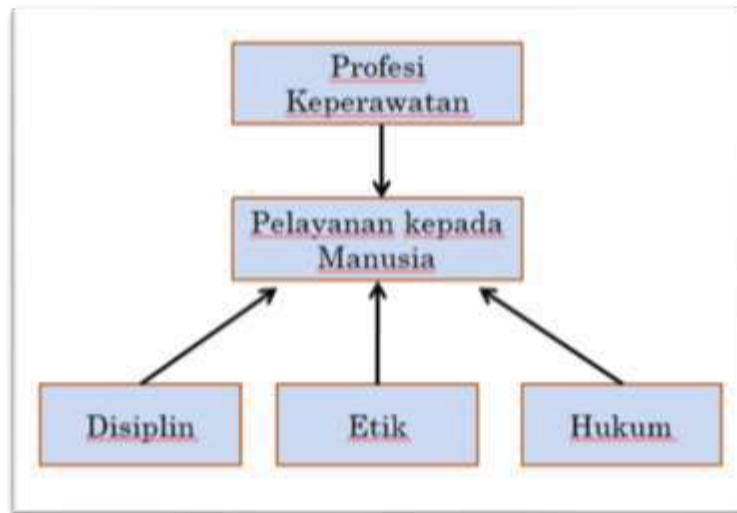 Profesi
Keperawatan
Pelayanan kepada
Manusia
Disiplin
Etik
Hukum